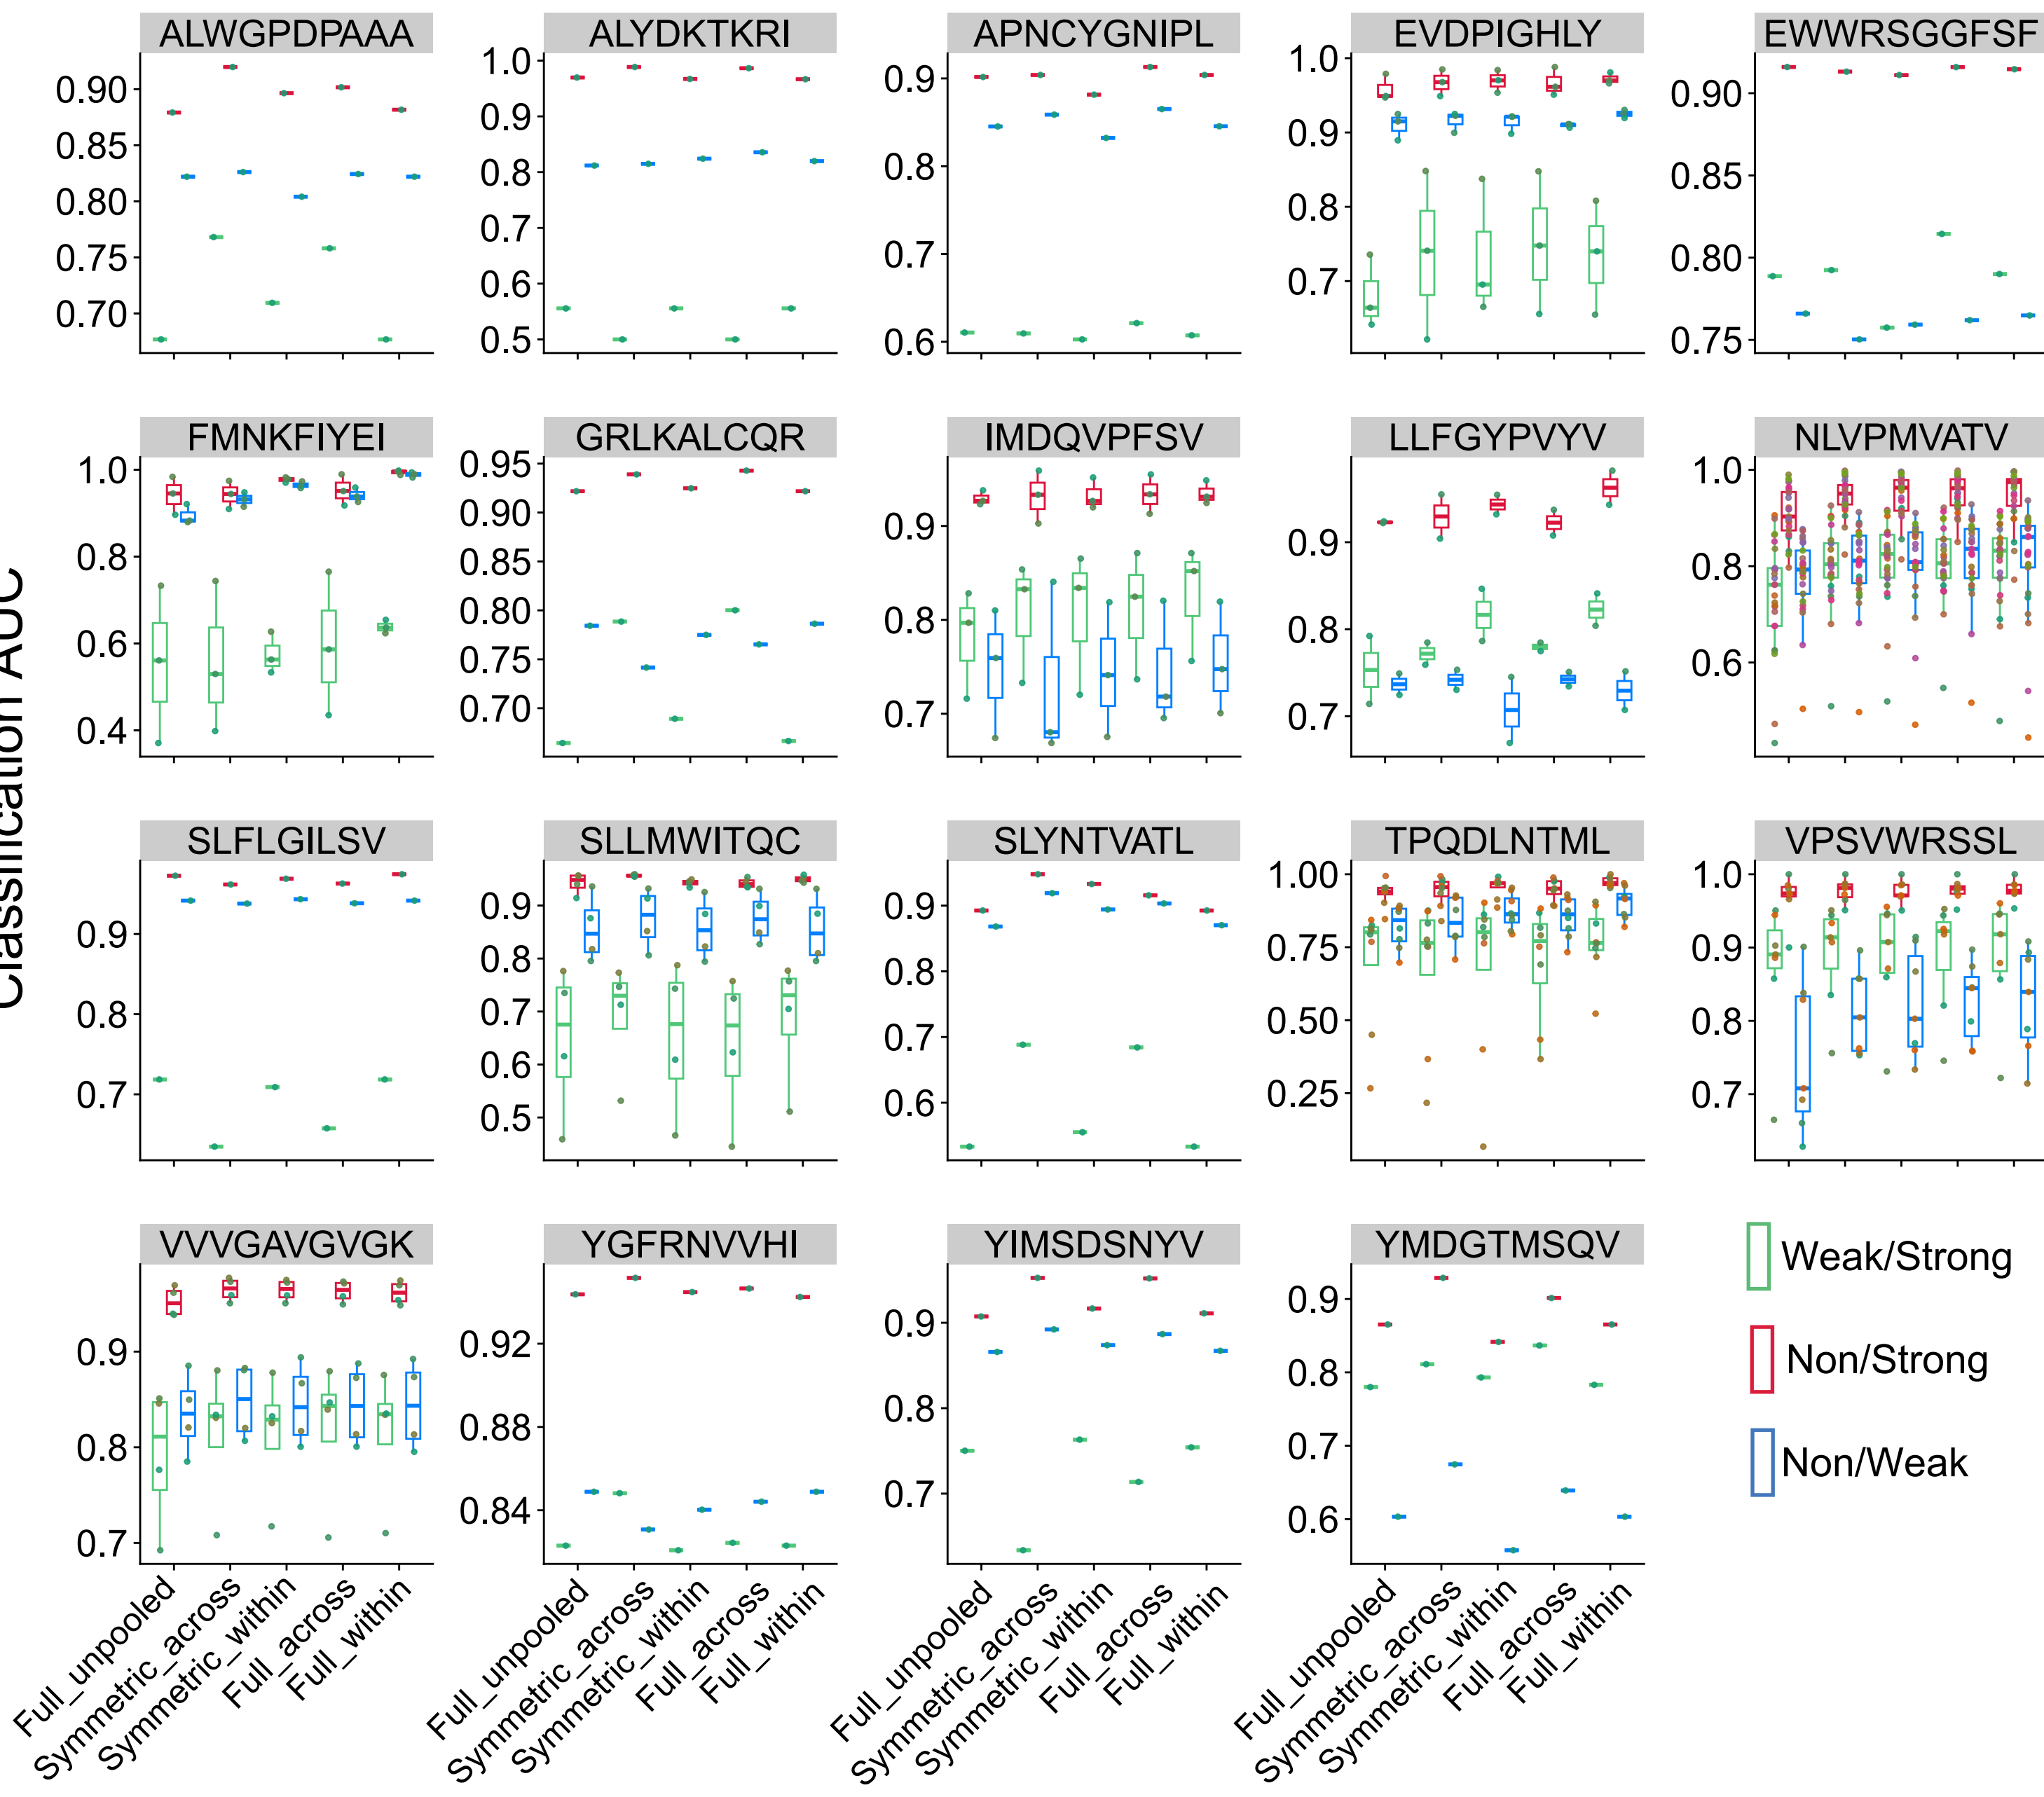 ALWGPDPAAA
0.90
0.85
0.80
0.75
0.70
ALYDKTKRI
1.0
0.9
0.8
0.7
0.6
0.5
APNCYGNIPL
0.9
0.8
0.7
0.6
EVDPIGHLY
1.0
0.9
0.8
0.7
EWWRSGGFSF
0.90
0.85
0.80
0.75
Classification AUC
FMNKFIYEI
1.0
0.8
0.6
0.4
GRLKALCQR
0.95
0.90
0.85
0.80
0.75
0.70
IMDQVPFSV
0.9
0.8
0.7
LLFGYPVYV
0.9
0.8
0.7
NLVPMVATV
1.0
0.8
0.6
SLFLGILSV
0.9
0.8
0.7
SLLMWITQC
0.9
0.8
0.7
0.6
0.5
SLYNTVATL
0.9
0.8
0.7
0.6
TPQDLNTML
1.00
0.75
0.50
0.25
VPSVWRSSL
1.0
0.9
0.8
0.7
VVVGAVGVGK
0.9
0.8
0.7
YGFRNVVHI
0.92
0.88
0.84
YIMSDSNYV
0.9
0.8
0.7
YMDGTMSQV
0.9
0.8
0.7
0.6
Weak/Strong
Non/Strong
Non/Weak
Full_unpooled
Symmetric_across
Symmetric_within
Full_across
Full_within
Full_unpooled
Symmetric_across
Symmetric_within
Full_across
Full_within
Full_unpooled
Symmetric_across
Symmetric_within
Full_across
Full_within
Full_unpooled
Symmetric_across
Symmetric_within
Full_across
Full_within